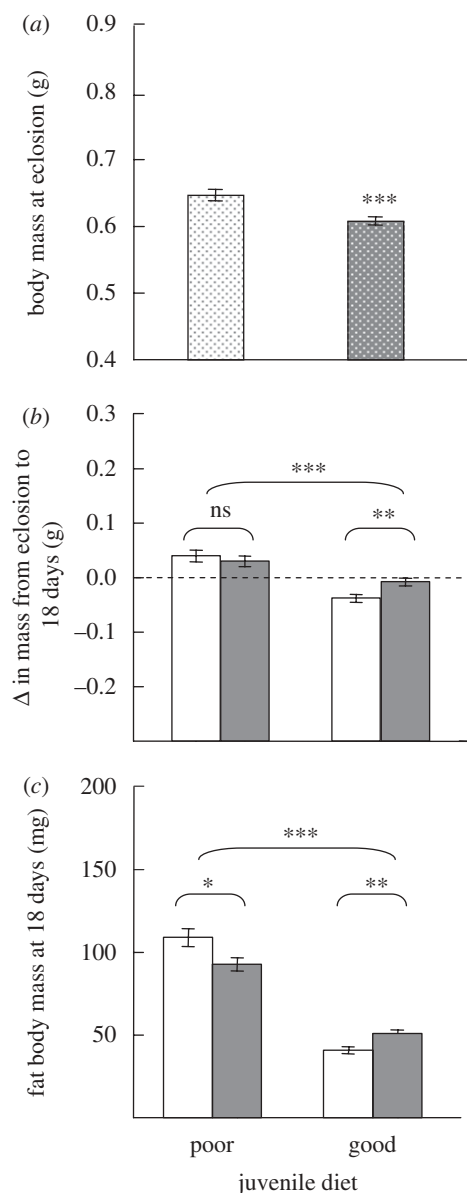 (a)
0.9
0.8
0.7
0.6
0.5
0.4
body mass at eclosion (g)
***
(b)
0.3
0.2
0.1
0.0
–0.1
–0.2
Δ in mass from eclosion to
18 days (g)
***
ns
**
(c)
200
150
100
50
fat body mass at 18 days (mg)
***
*
**
poor good
juvenile diet